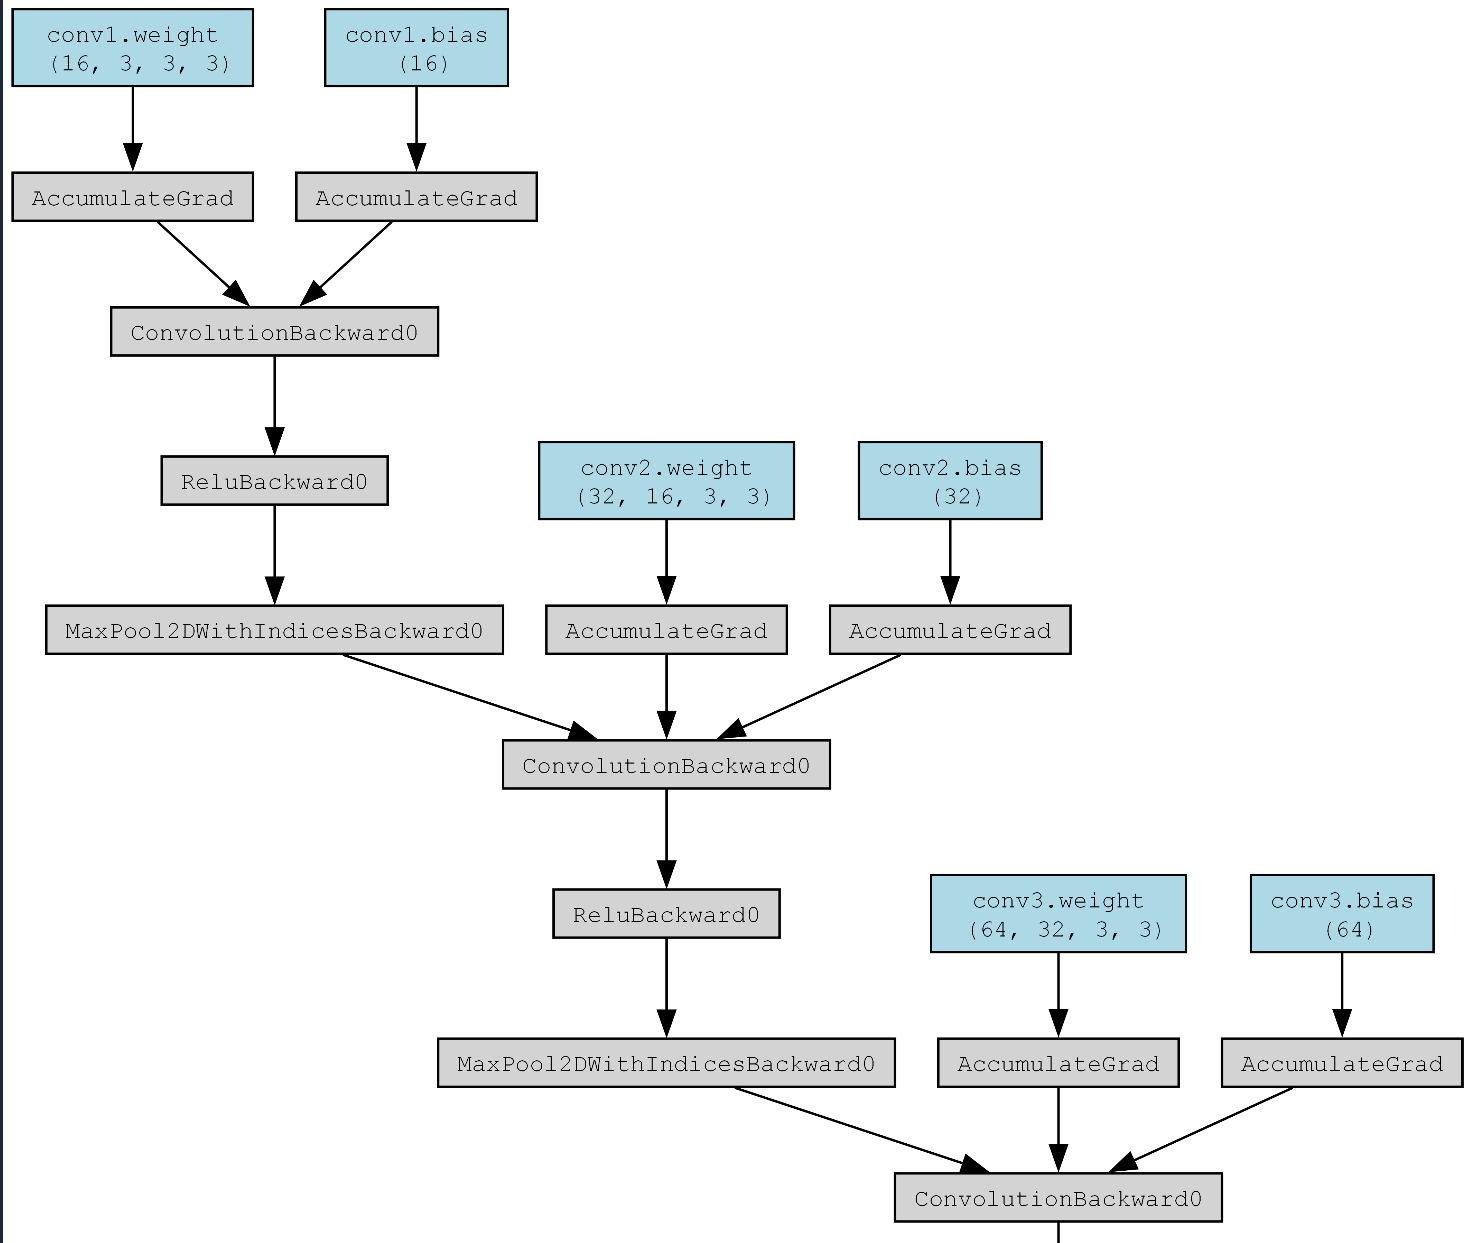 conv1.weight
(16, 3, 3, 3)
conv1.bias
(16)
AccumulateGrad
AccumulateGrad
ConvolutionBackward0
ReluBackward0
conv2.weight
(32, 16, 3, 3)
conv2.bias
(32)
MaxPool2DWithIndicesBackward0
AccumulateGrad
AccumulateGrad
ConvolutionBackward0
ReluBackward0
conv3.weight
(64, 32, 3, 3)
conv3.bias
(64)
MaxPool2DWithIndicesBackward0
AccumulateGrad
AccumulateGrad
ConvolutionBackward0